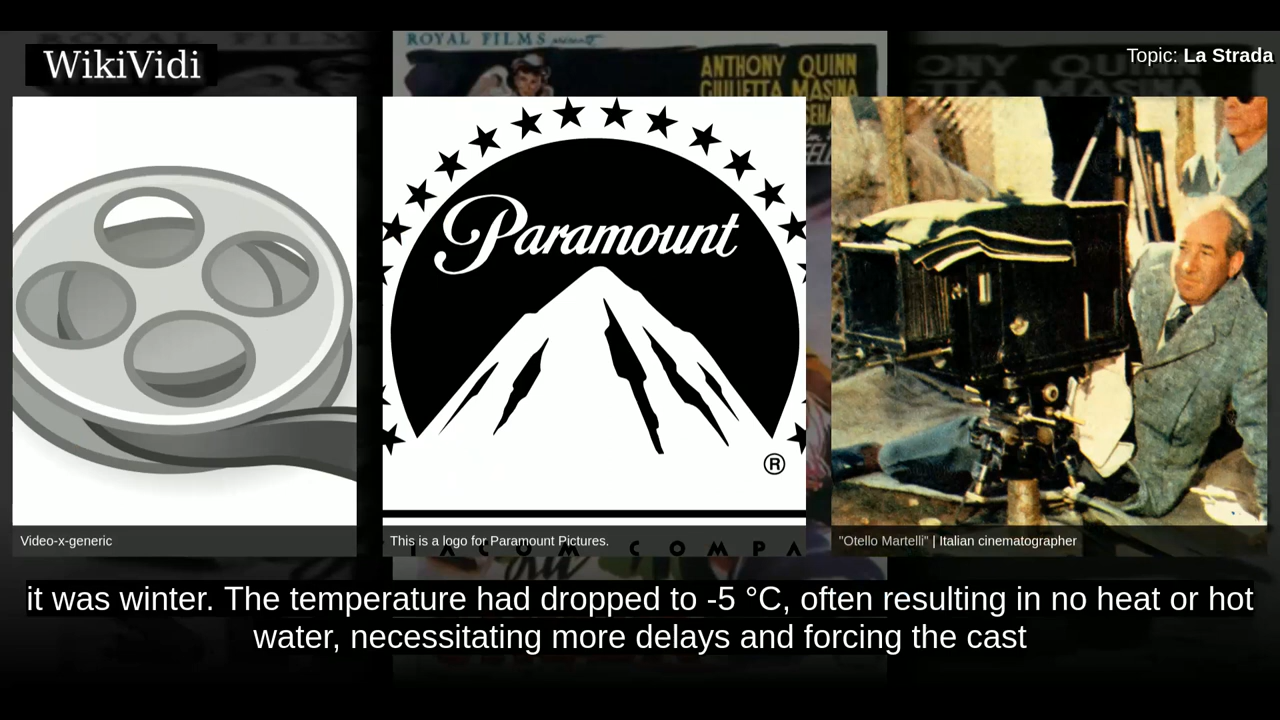 WikiVidi
Topic: La Strada
ROYAL FILMS
ANTHONY QUINN
GIULIETTA MASINA
Paramount
®
Video-x-generic
This is a logo for Paramount Pictures.
"Otello Martelli" | Italian cinematographer
it was winter. The temperature had dropped to -5 °C, often resulting in no heat or hot
water, necessitating more delays and forcing the cast